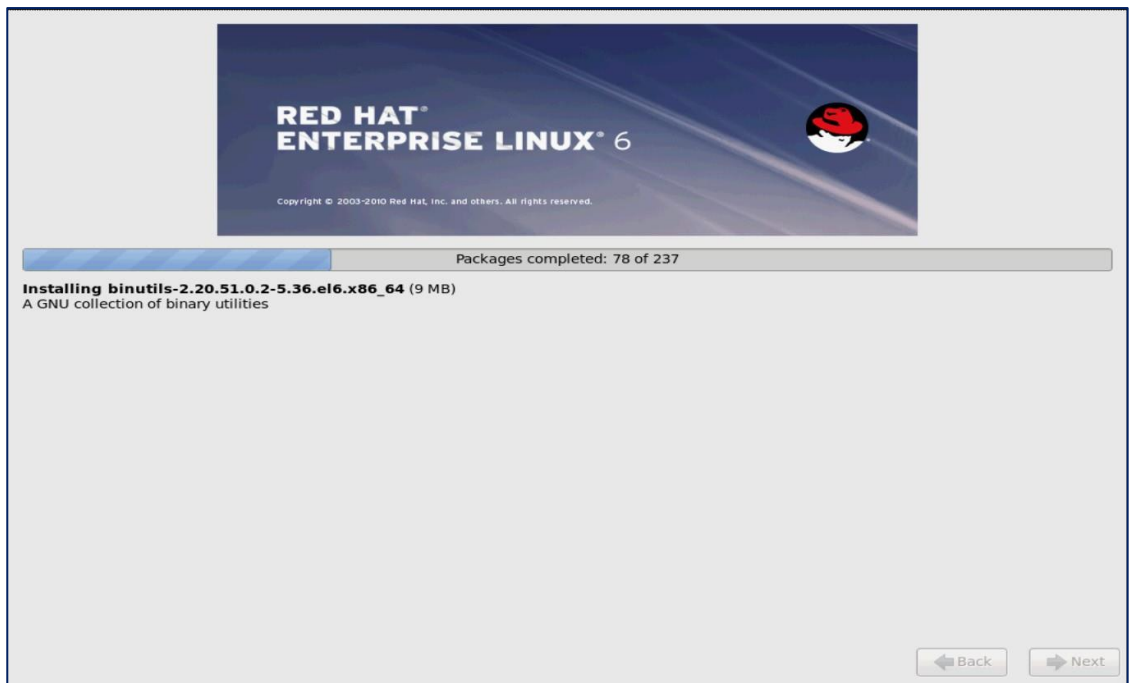 RED HAT®
ENTERPRISE LINUX® 6
Copyright © 2003-2010 Red Hat, Inc. and others. All rights reserved.
Packages completed: 78 of 237
Installing binutils-2.20.51.0.2-5.36.el6.x86_64 (9 MB)
A GNU collection of binary utilities
Back
Next